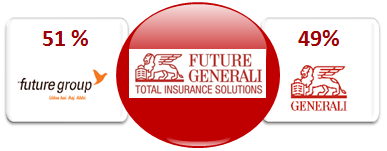 51 %
future group
FUTURE
GENERALI
TOTAL INSURANCE SOLUTIONS
49%
GENERALI